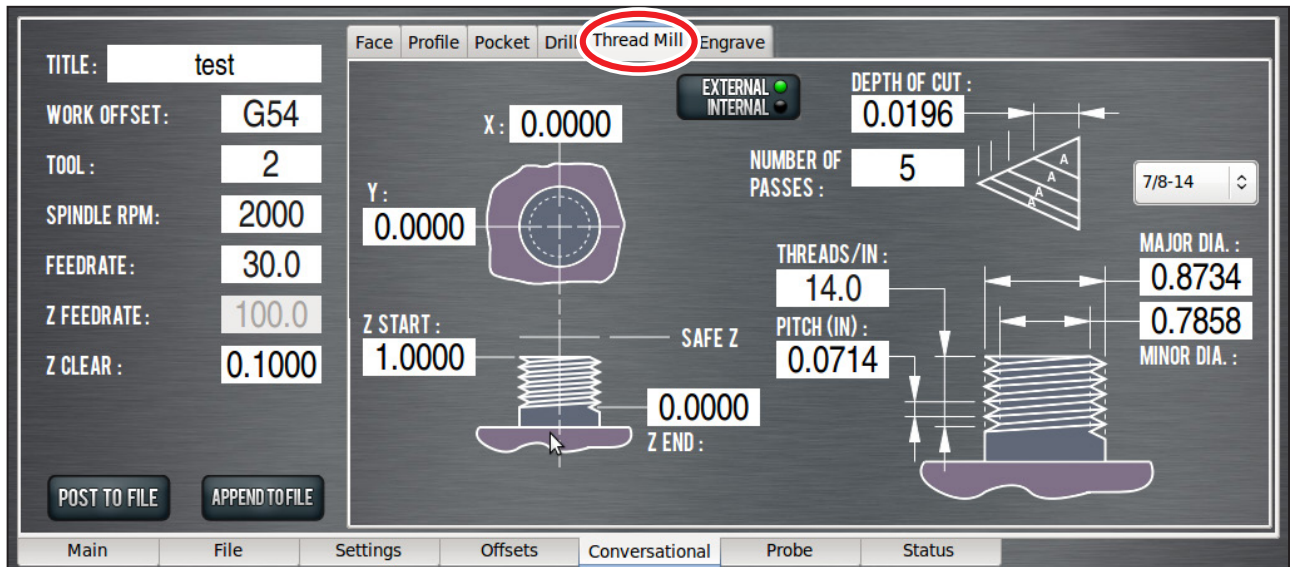 Face Profile Pocket Drill Thread Mill Engrave
TITLE: test
WORK OFFSET: G54
TOOL: 2
SPINDLE RPM: 2000
FEEDRATE: 30.0
Z FEEDRATE: 100.0
Z CLEAR: 0.1000
POST TO FILE APPEND TO FILE
X: 0.0000
Y:
0.0000
Z START:
1.0000
SAFE Z
0.0000
Z END:
EXTERNAL
INTERNAL
DEPTH OF CUT:
0.0196
NUMBER OF
PASSES: 5
A
A
A
A
7/8-14
THREADS/IN:
14.0
PITCH (IN):
0.0714
MAJOR DIA.:
0.8734
0.7858
MINOR DIA.:
Main File Settings Offsets Conversational Probe Status